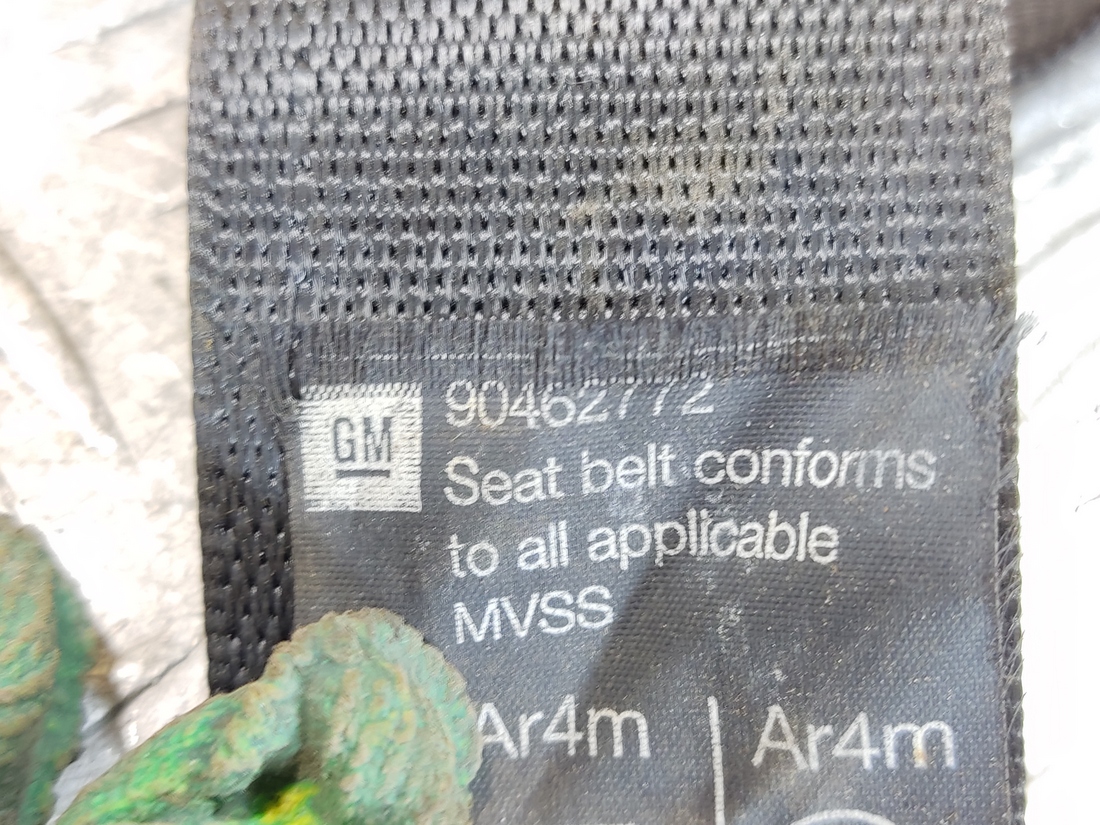 GM
90462772
Seat belt conforms
to all applicable
MVSS
Ar4m | Ar4m